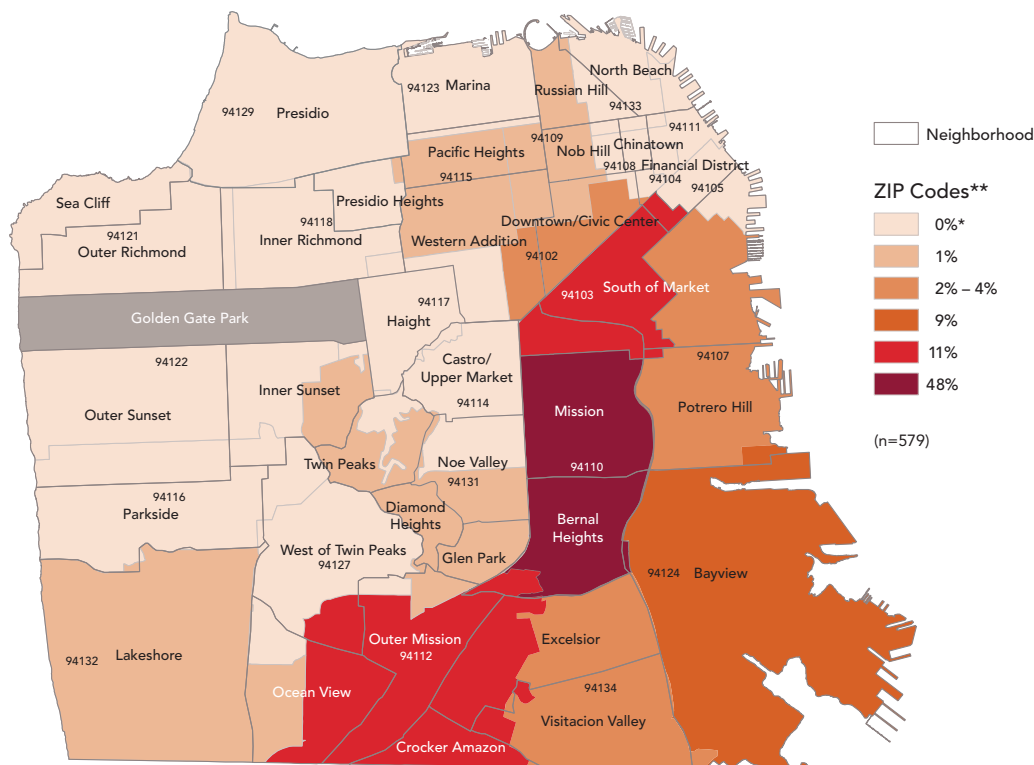 North Beach
Marina
94123
Russian Hill
94133
94129
Presidio
94111
94109
Chinatown
Nob Hill
Pacific Heights
94108
Financial District
94115
94104
94105
Sea Cliff
Presidio Heights
94118
Downtown/Civic Center
94121
Inner Richmond
Western Addition
Outer Richmond
94102
94103
South of Market
94117
Golden Gate Park
Haight
94122
94107
Castro/
Upper Market
Inner Sunset
94114
Outer Sunset
Mission
Potrero Hill
Twin Peaks
Noe Valley
94110
94131
94116
Parkside
Diamond
Heights
Bernal
Heights
West of Twin Peaks
94127
Glen Park
94124
Bayview
Outer Mission
94112
Excelsior
94132
Lakeshore
94134
Ocean View
Visitacion Valley
Crocker Amazon
Neighborhood
ZIP Codes**
0%*
1%
2% – 4%
9%
11%
48%
(n=579)